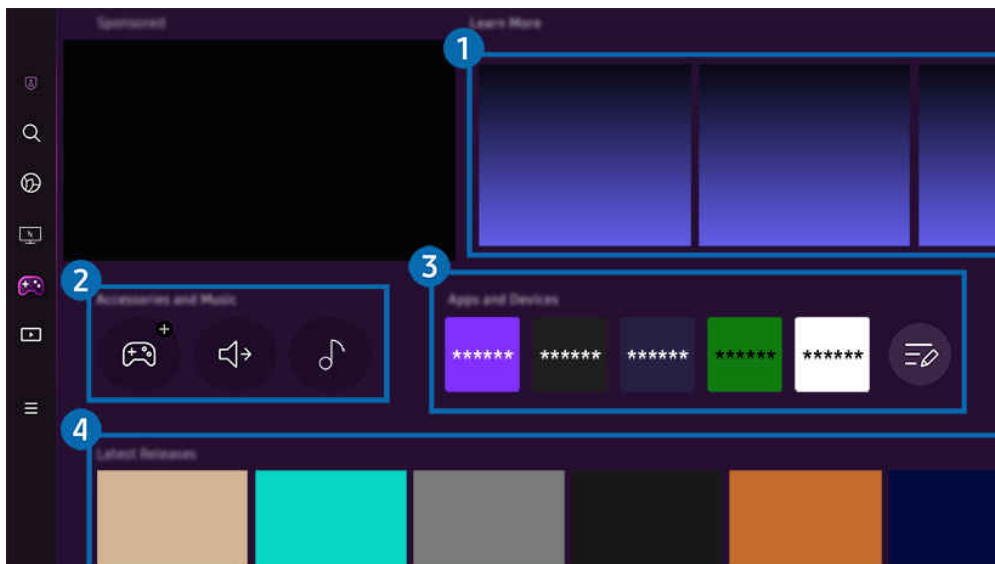 Sponsored
Learn More
1
2
3
Accessories and Music
Apps and Devices
****** ****** ****** ****** ******
4
Latest Releases